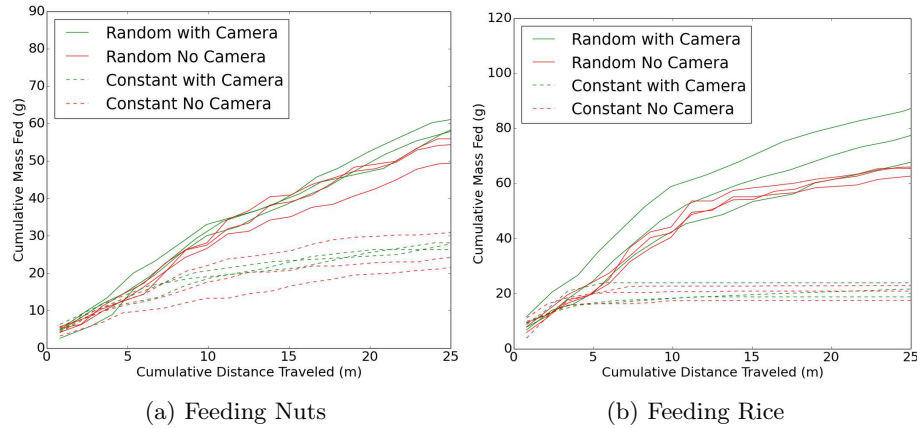 90
80
70
60
50
40
30
20
10
0
0 5 10 15 20 25
Cumulative Mass Fed (g)
Cumulative Distance Traveled (m)
Random with Camera
Random No Camera
Constant with Camera
Constant No Camera
(a) Feeding Nuts
120
100
80
60
40
20
0
0 5 10 15 20 25
Cumulative Mass Fed (g)
Cumulative Distance Traveled (m)
Random with Camera
Random No Camera
Constant with Camera
Constant No Camera
(b) Feeding Rice